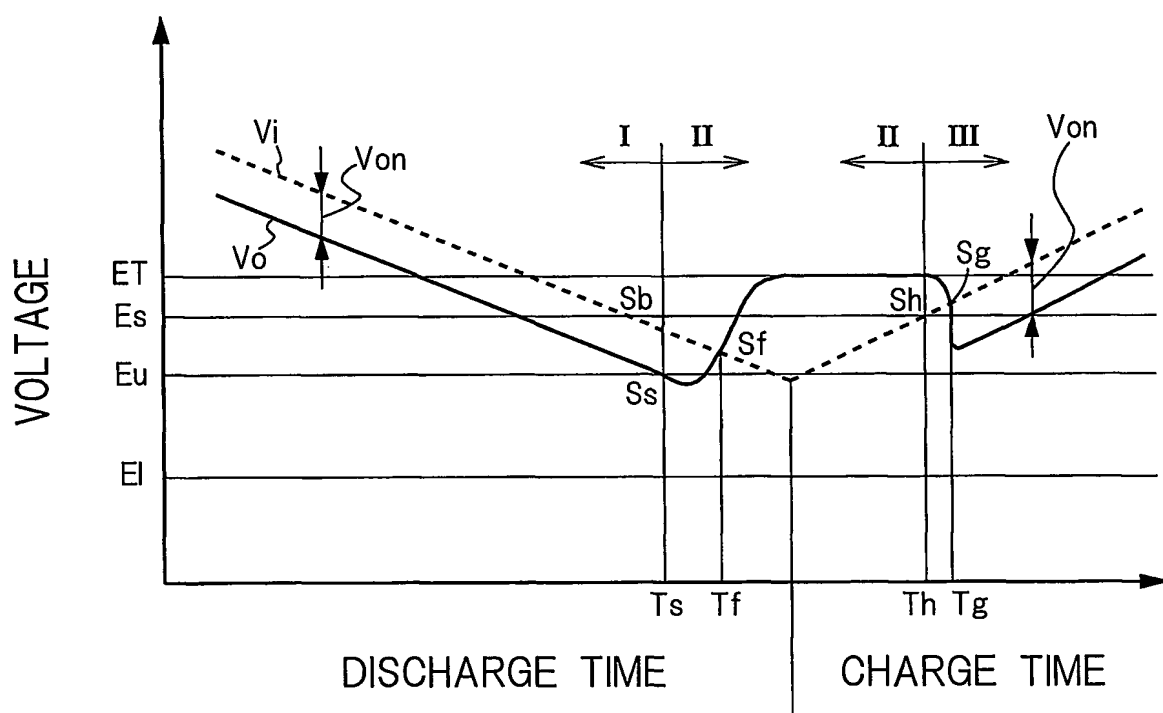 I II
II III
Von
Vi
Von
Vo
Sg
ET
Sb
Sh
Es
Sf
Eu
Ss
El
VOLTAGE
Ts Tf Th Tg
DISCHARGE TIME CHARGE TIME